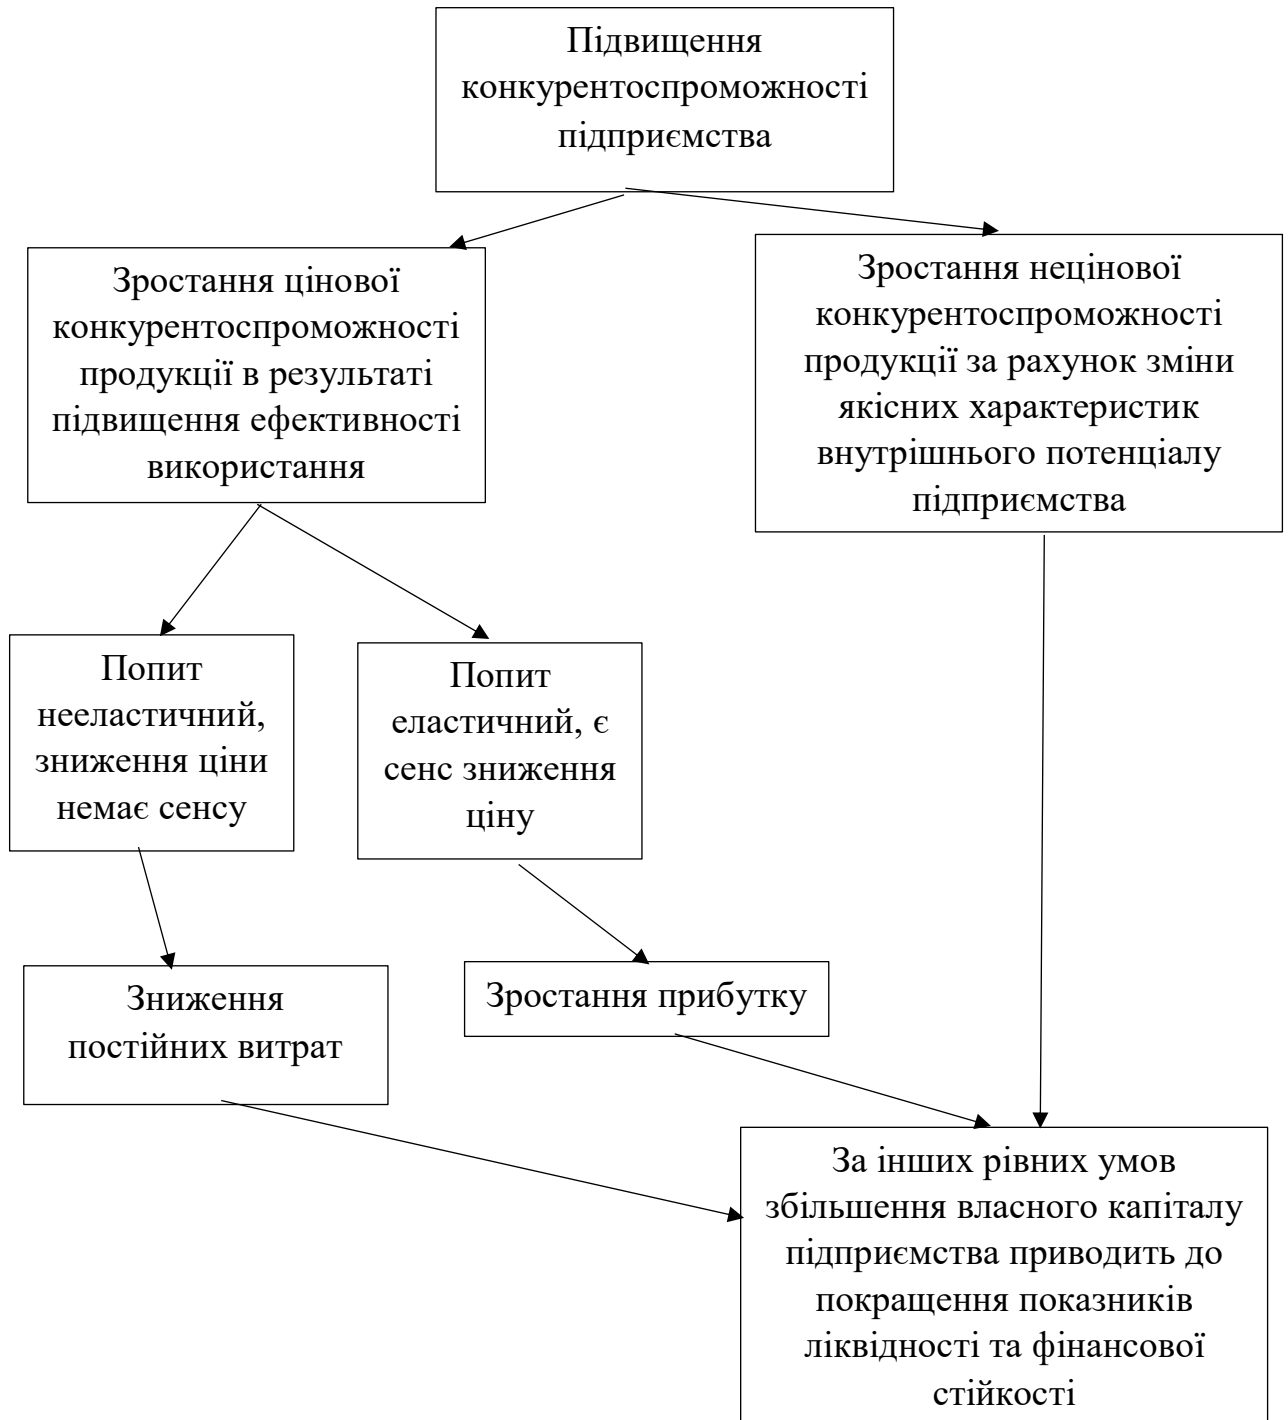 Підвищення
конкурентоспроможності
підприємства
Зростання цінової
конкурентоспроможності
продукції в результаті
підвищення ефективності
використання
Зростання нецінової
конкурентоспроможності
продукції за рахунок зміни
якісних характеристик
внутрішнього потенціалу
підприємства
Попит
нееластичний,
зниження ціни
немає сенсу
Попит
еластичний, є
сенс зниження
ціну
Зниження
постійних витрат
Зростання прибутку
За інших рівних умов
збільшення власного капіталу
підприємства приводить до
покращення показників
ліквідності та фінансової
стійкості